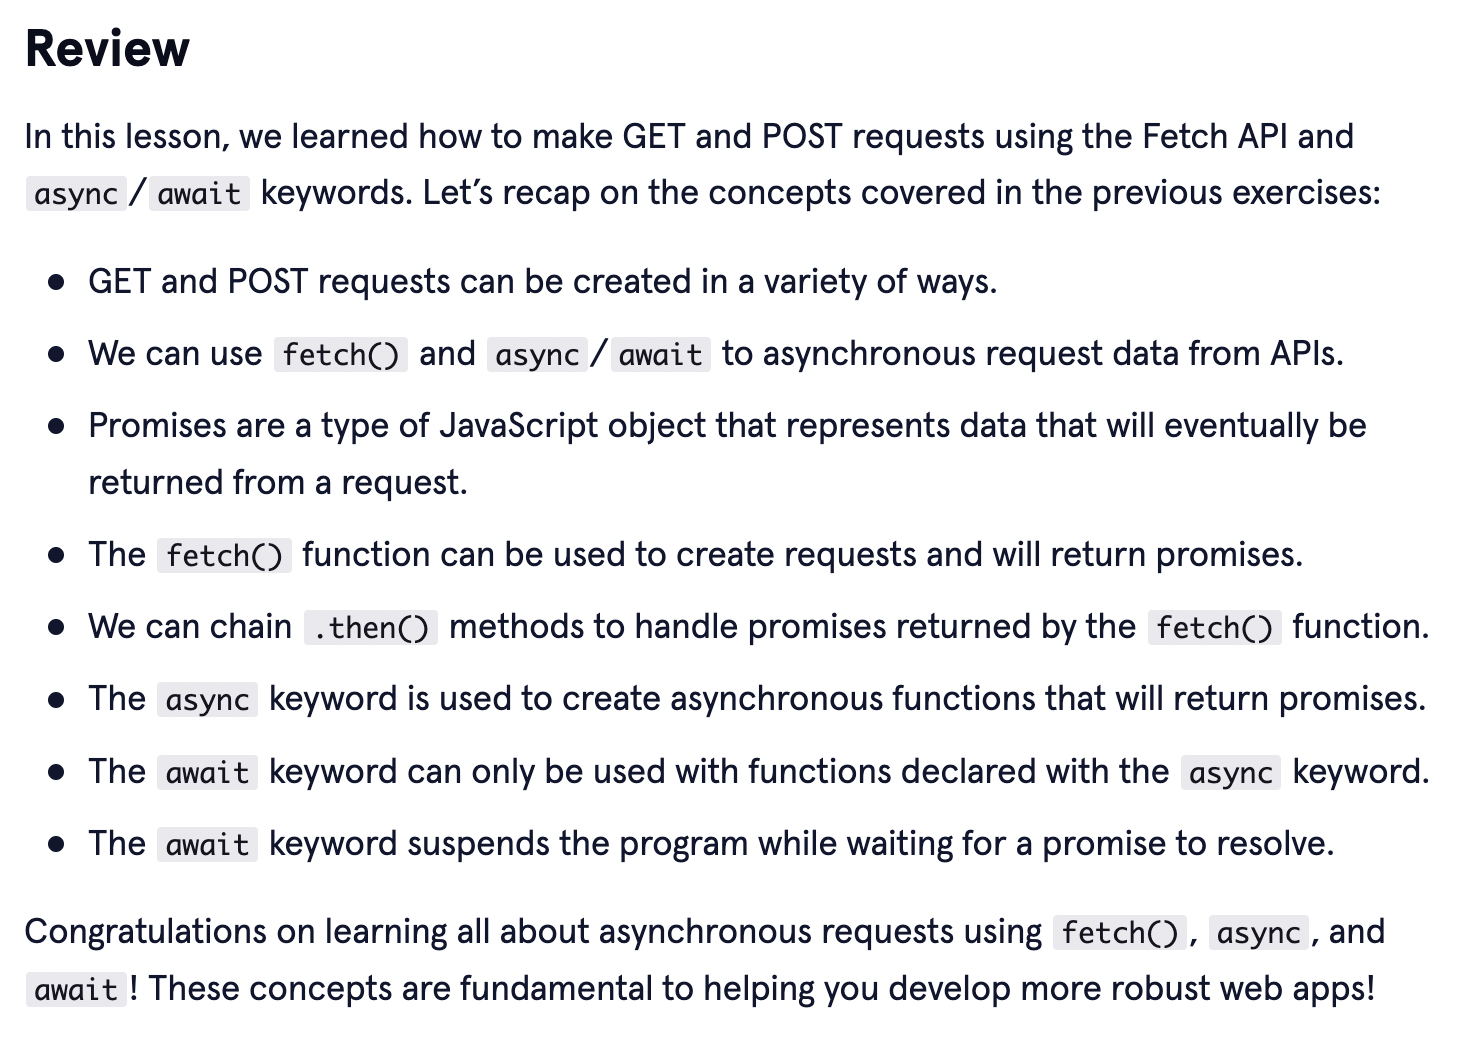 Review
In this lesson, we learned how to make GET and POST requests using the Fetch API and
async/await keywords. Let’s recap on the concepts covered in the previous exercises:
● GET and POST requests can be created in a variety of ways.
● We can use fetch() and async/await to asynchronous request data from APIs.
● Promises are a type of JavaScript object that represents data that will eventually be
returned from a request.
● The fetch() function can be used to create requests and will return promises.
● We can chain .then() methods to handle promises returned by the fetch() function.
● The async keyword is used to create asynchronous functions that will return promises.
● The await keyword can only be used with functions declared with the async keyword.
● The await keyword suspends the program while waiting for a promise to resolve.
Congratulations on learning all about asynchronous requests using fetch(), async, and
await! These concepts are fundamental to helping you develop more robust web apps!